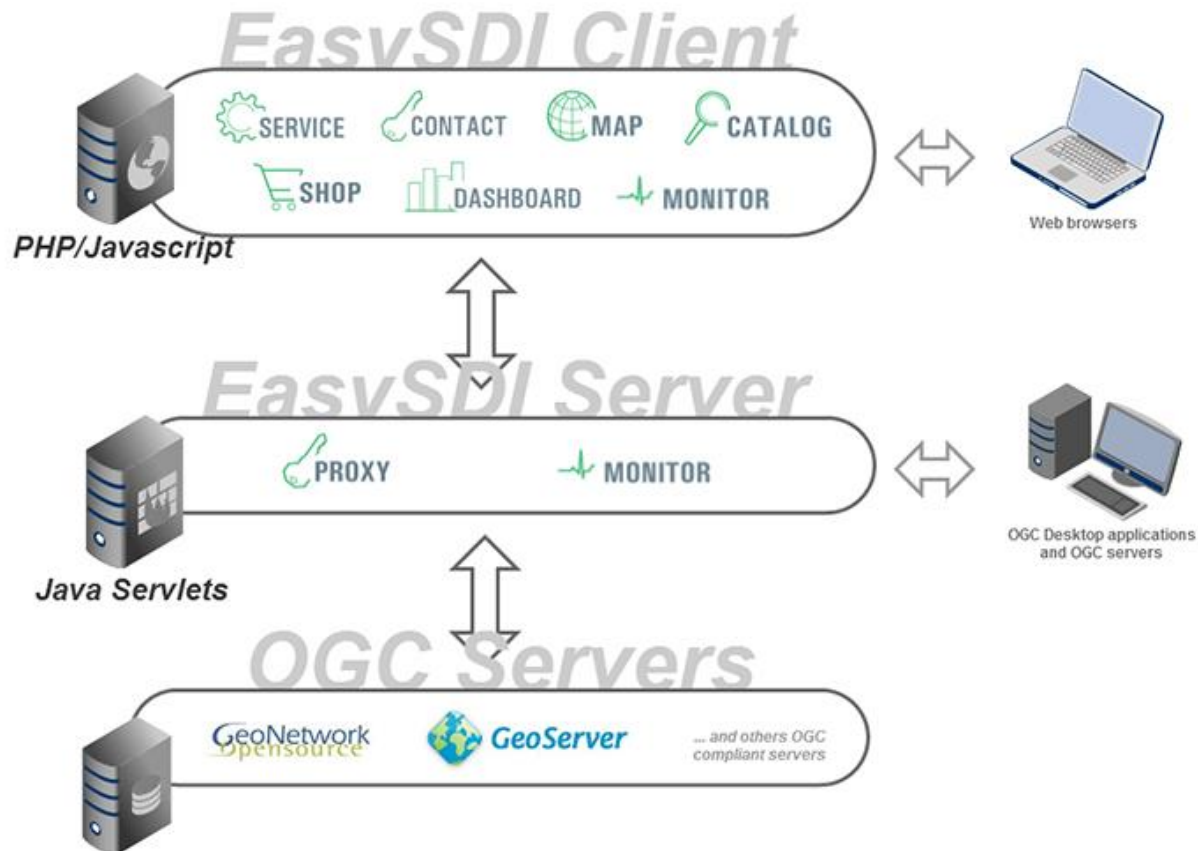 EasySDI Client
SERVICE
CONTACT
MAP
CATALOG
SHOP
DASHBOARD
MONITOR
PHP/Javascript
Web browsers
EasySDI Server
PROXY
MONITOR
Java Servlets
OGC Desktop applications
and OGC servers
OGC Servers
GeoNetwork
Opensource
GeoServer
... and others OGC
compliant servers